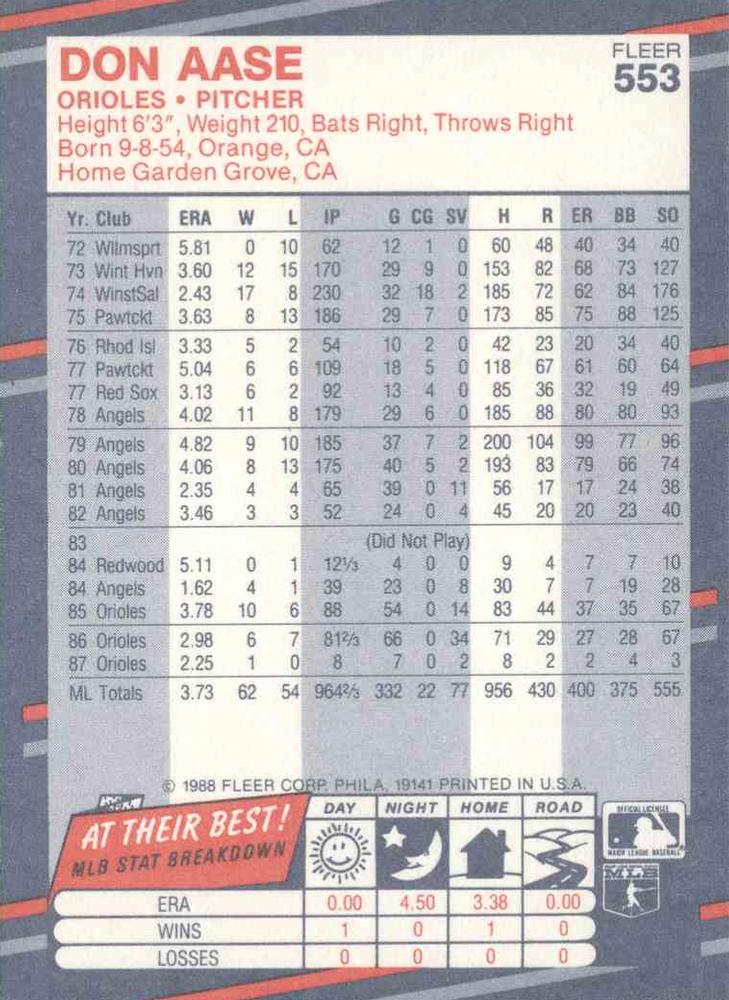 DON AASE
FLEER
553
ORIOLES • PITCHER
Height 6'3", Weight 210, Bats Right, Throws Right
Born 9-8-54, Orange, CA
Home Garden Grove, CA
Yr. Club ERA W L IP G CG SV H R ER BB SO
72 Wllmsprt 5.81 0 10 62 12 1 0 60 48 40 34 40
73 Wint Hvn 3.60 12 15 170 29 9 0 153 82 68 73 127
74 WinstSal 2.43 17 8 230 32 18 2 185 72 62 84 176
75 Pawtckt 3.63 8 13 186 29 7 0 173 85 75 88 125
76 Rhod Isl 3.33 5 2 54 10 2 0 42 23 20 34 40
77 Pawtckt 5.04 6 6 109 18 5 0 118 67 61 60 64
77 Red Sox 3.13 6 2 92 13 4 0 85 36 32 19 49
78 Angels 4.02 11 8 179 29 6 0 185 88 80 80 93
79 Angels 4.82 9 10 185 37 7 2 200 104 99 77 96
80 Angels 4.06 8 13 175 40 5 2 193 83 79 66 74
81 Angels 2.35 4 4 65 39 0 11 56 17 17 24 38
82 Angels 3.46 3 3 52 24 0 4 45 20 20 23 40
83 (Did Not Play)
84 Redwood 5.11 0 1 12⅓ 4 0 0 9 4 7 7 10
84 Angels 1.62 4 1 39 23 0 8 30 7 7 19 28
85 Orioles 3.78 10 6 88 54 0 14 83 44 37 35 67
86 Orioles 2.98 6 7 81⅔ 66 0 34 71 29 27 28 67
87 Orioles 2.25 1 0 8 7 0 2 8 2 2 4 3
ML Totals 3.73 62 54 964⅔ 332 22 77 956 430 400 375 555
© 1988 FLEER CORP. PHILA, 19141 PRINTED IN U.S.A.
AT THEIR BEST!
MLB STAT BREAKDOWN
DAY NIGHT HOME ROAD
OFFICIAL LICENSEE
MAJOR LEAGUE BASEBALL
MLB
ERA 0.00 4.50 3.38 0.00
WINS 1 0 1 0
LOSSES 0 0 0 0